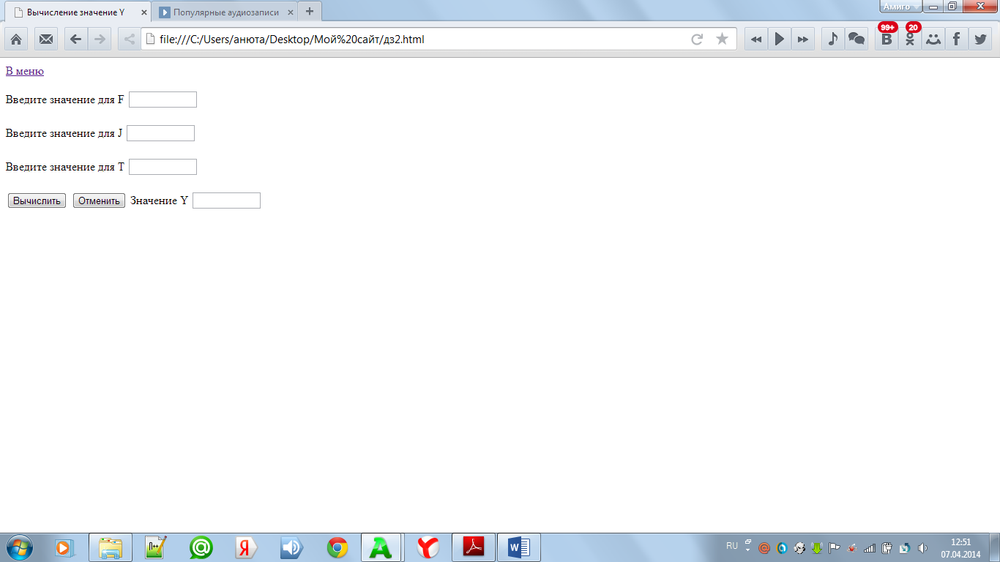 Вычисление значение Y
Популярные аудиозаписи
Амиго
file:///C:/Users/анюта/Desktop/Мой%20сайт/дз2.html
99+
20
В меню
Введите значение для F
Введите значение для J
Введите значение для T
Вычислить Отменить Значение Y
RU
12:51
07.04.2014